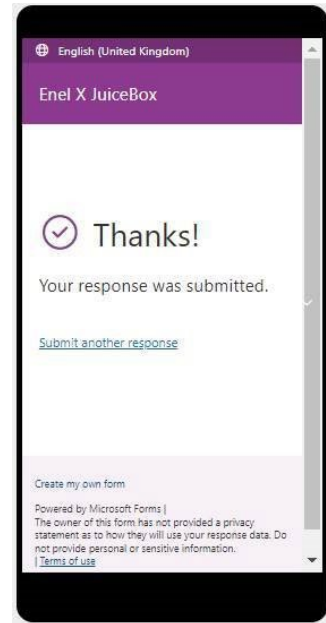 English (United Kingdom)
Enel X JuiceBox
Thanks!
Your response was submitted.
Submit another response
Create my own form
Powered by Microsoft Forms |
The owner of this form has not provided a privacy
statement as to how they will use your response data. Do
not provide personal or sensitive information.
| Terms of use